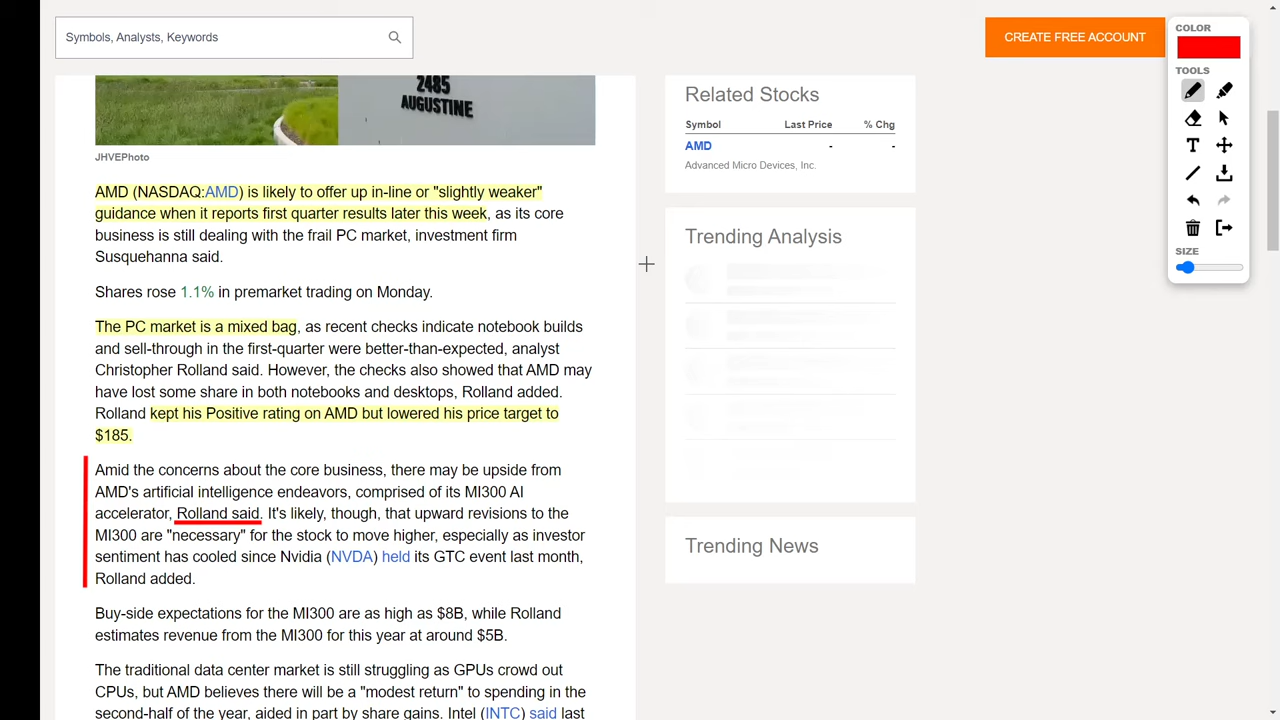 Symbols, Analysts, Keywords
CREATE FREE ACCOUNT
COLOR
TOOLS
T
SIZE
2485
AUGUSTINE
JHVEPhoto
AMD (NASDAQ:AMD) is likely to offer up in-line or "slightly weaker"
guidance when it reports first quarter results later this week, as its core
business is still dealing with the frail PC market, investment firm
Susquehanna said.
Shares rose 1.1% in premarket trading on Monday.
The PC market is a mixed bag, as recent checks indicate notebook builds
and sell-through in the first-quarter were better-than-expected, analyst
Christopher Rolland said. However, the checks also showed that AMD may
have lost some share in both notebooks and desktops, Rolland added.
Rolland kept his Positive rating on AMD but lowered his price target to
$185.
Amid the concerns about the core business, there may be upside from
AMD's artificial intelligence endeavors, comprised of its MI300 AI
accelerator, Rolland said. It's likely, though, that upward revisions to the
MI300 are "necessary" for the stock to move higher, especially as investor
sentiment has cooled since Nvidia (NVDA) held its GTC event last month,
Rolland added.
Buy-side expectations for the MI300 are as high as $8B, while Rolland
estimates revenue from the MI300 for this year at around $5B.
The traditional data center market is still struggling as GPUs crowd out
CPUs, but AMD believes there will be a "modest return" to spending in the
second-half of the year, aided in part by share gains. Intel (INTC) said last
Related Stocks
Symbol Last Price % Chg
AMD - -
Advanced Micro Devices, Inc.
Trending Analysis
Trending News